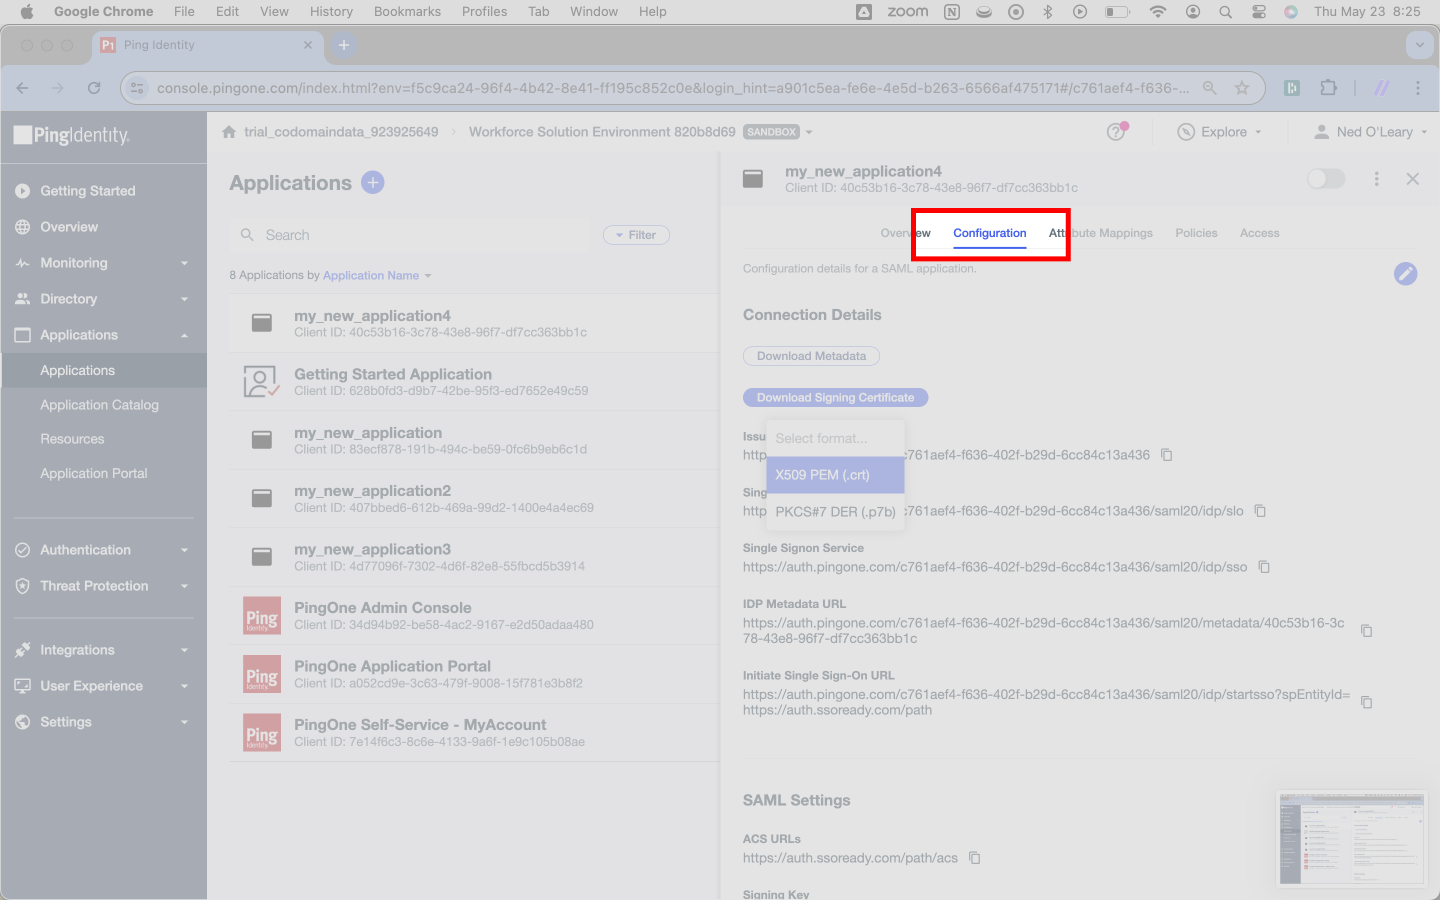 Google Chrome File Edit View History Bookmarks Profiles Tab Window Help zoom Thu May 23 8:25
Ping Identity
console.pingone.com/index.html?env=f5c9ca24-96f4-4b42-8e41-ff195c852c0e&login_hint=a901c5ea-fe6e-4e5d-b263-6566af475171#/c761aef4-f636-...
PingIdentity
trial_codomaindata_923925649 Workforce Solution Environment 820b8d69 SANDBOX Explore Ned O'Leary
Getting Started
Overview
Monitoring
Directory
Applications
Applications
Application Catalog
Resources
Application Portal
Authentication
Threat Protection
Integrations
User Experience
Settings
Applications
Search
Filter
8 Applications by Application Name
my_new_application4
Client ID: 40c53b16-3c78-43e8-96f7-df7cc363bb1c
Getting Started Application
Client ID: 628b0fd3-d9b7-42be-95f3-ed7652e49c59
my_new_application
Client ID: 83ecf878-191b-494c-be59-0fc6b9eb6c1d
my_new_application2
Client ID: 407bbed6-612b-469a-99d2-1400e4a4ec69
my_new_application3
Client ID: 4d77096f-7302-4d6f-82e8-55fbcd5b3914
Ping Identity
PingOne Admin Console
Client ID: 34d94b92-be58-4ac2-9167-e2d50adaa480
Ping Identity
PingOne Application Portal
Client ID: a052cd9e-3c63-479f-9008-15f781e3b8f2
Ping Identity
PingOne Self-Service - MyAccount
Client ID: 7e14f6c3-8c6e-4133-9a6f-1e9c105b08ae
my_new_application4
Client ID: 40c53b16-3c78-43e8-96f7-df7cc363bb1c
Overview Configuration Attribute Mappings Policies Access
Configuration details for a SAML application.
Connection Details
Download Metadata
Download Signing Certificate
Select format...
X509 PEM (.crt)
PKCS#7 DER (.p7b)
Issu
http c761aef4-f636-402f-b29d-6cc84c13a436
Sing
http c761aef4-f636-402f-b29d-6cc84c13a436/saml20/idp/slo
Single Signon Service
https://auth.pingone.com/c761aef4-f636-402f-b29d-6cc84c13a436/saml20/idp/sso
IDP Metadata URL
https://auth.pingone.com/c761aef4-f636-402f-b29d-6cc84c13a436/saml20/metadata/40c53b16-3c
78-43e8-96f7-df7cc363bb1c
Initiate Single Sign-On URL
https://auth.pingone.com/c761aef4-f636-402f-b29d-6cc84c13a436/saml20/idp/startsso?spEntityId=
https://auth.ssoready.com/path
SAML Settings
ACS URLs
https://auth.ssoready.com/path/acs
Signing Key